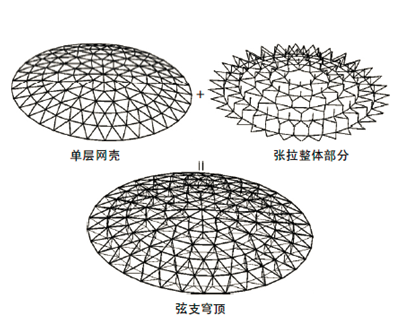 +
单层网壳
张拉整体部分
=
弦支穹顶